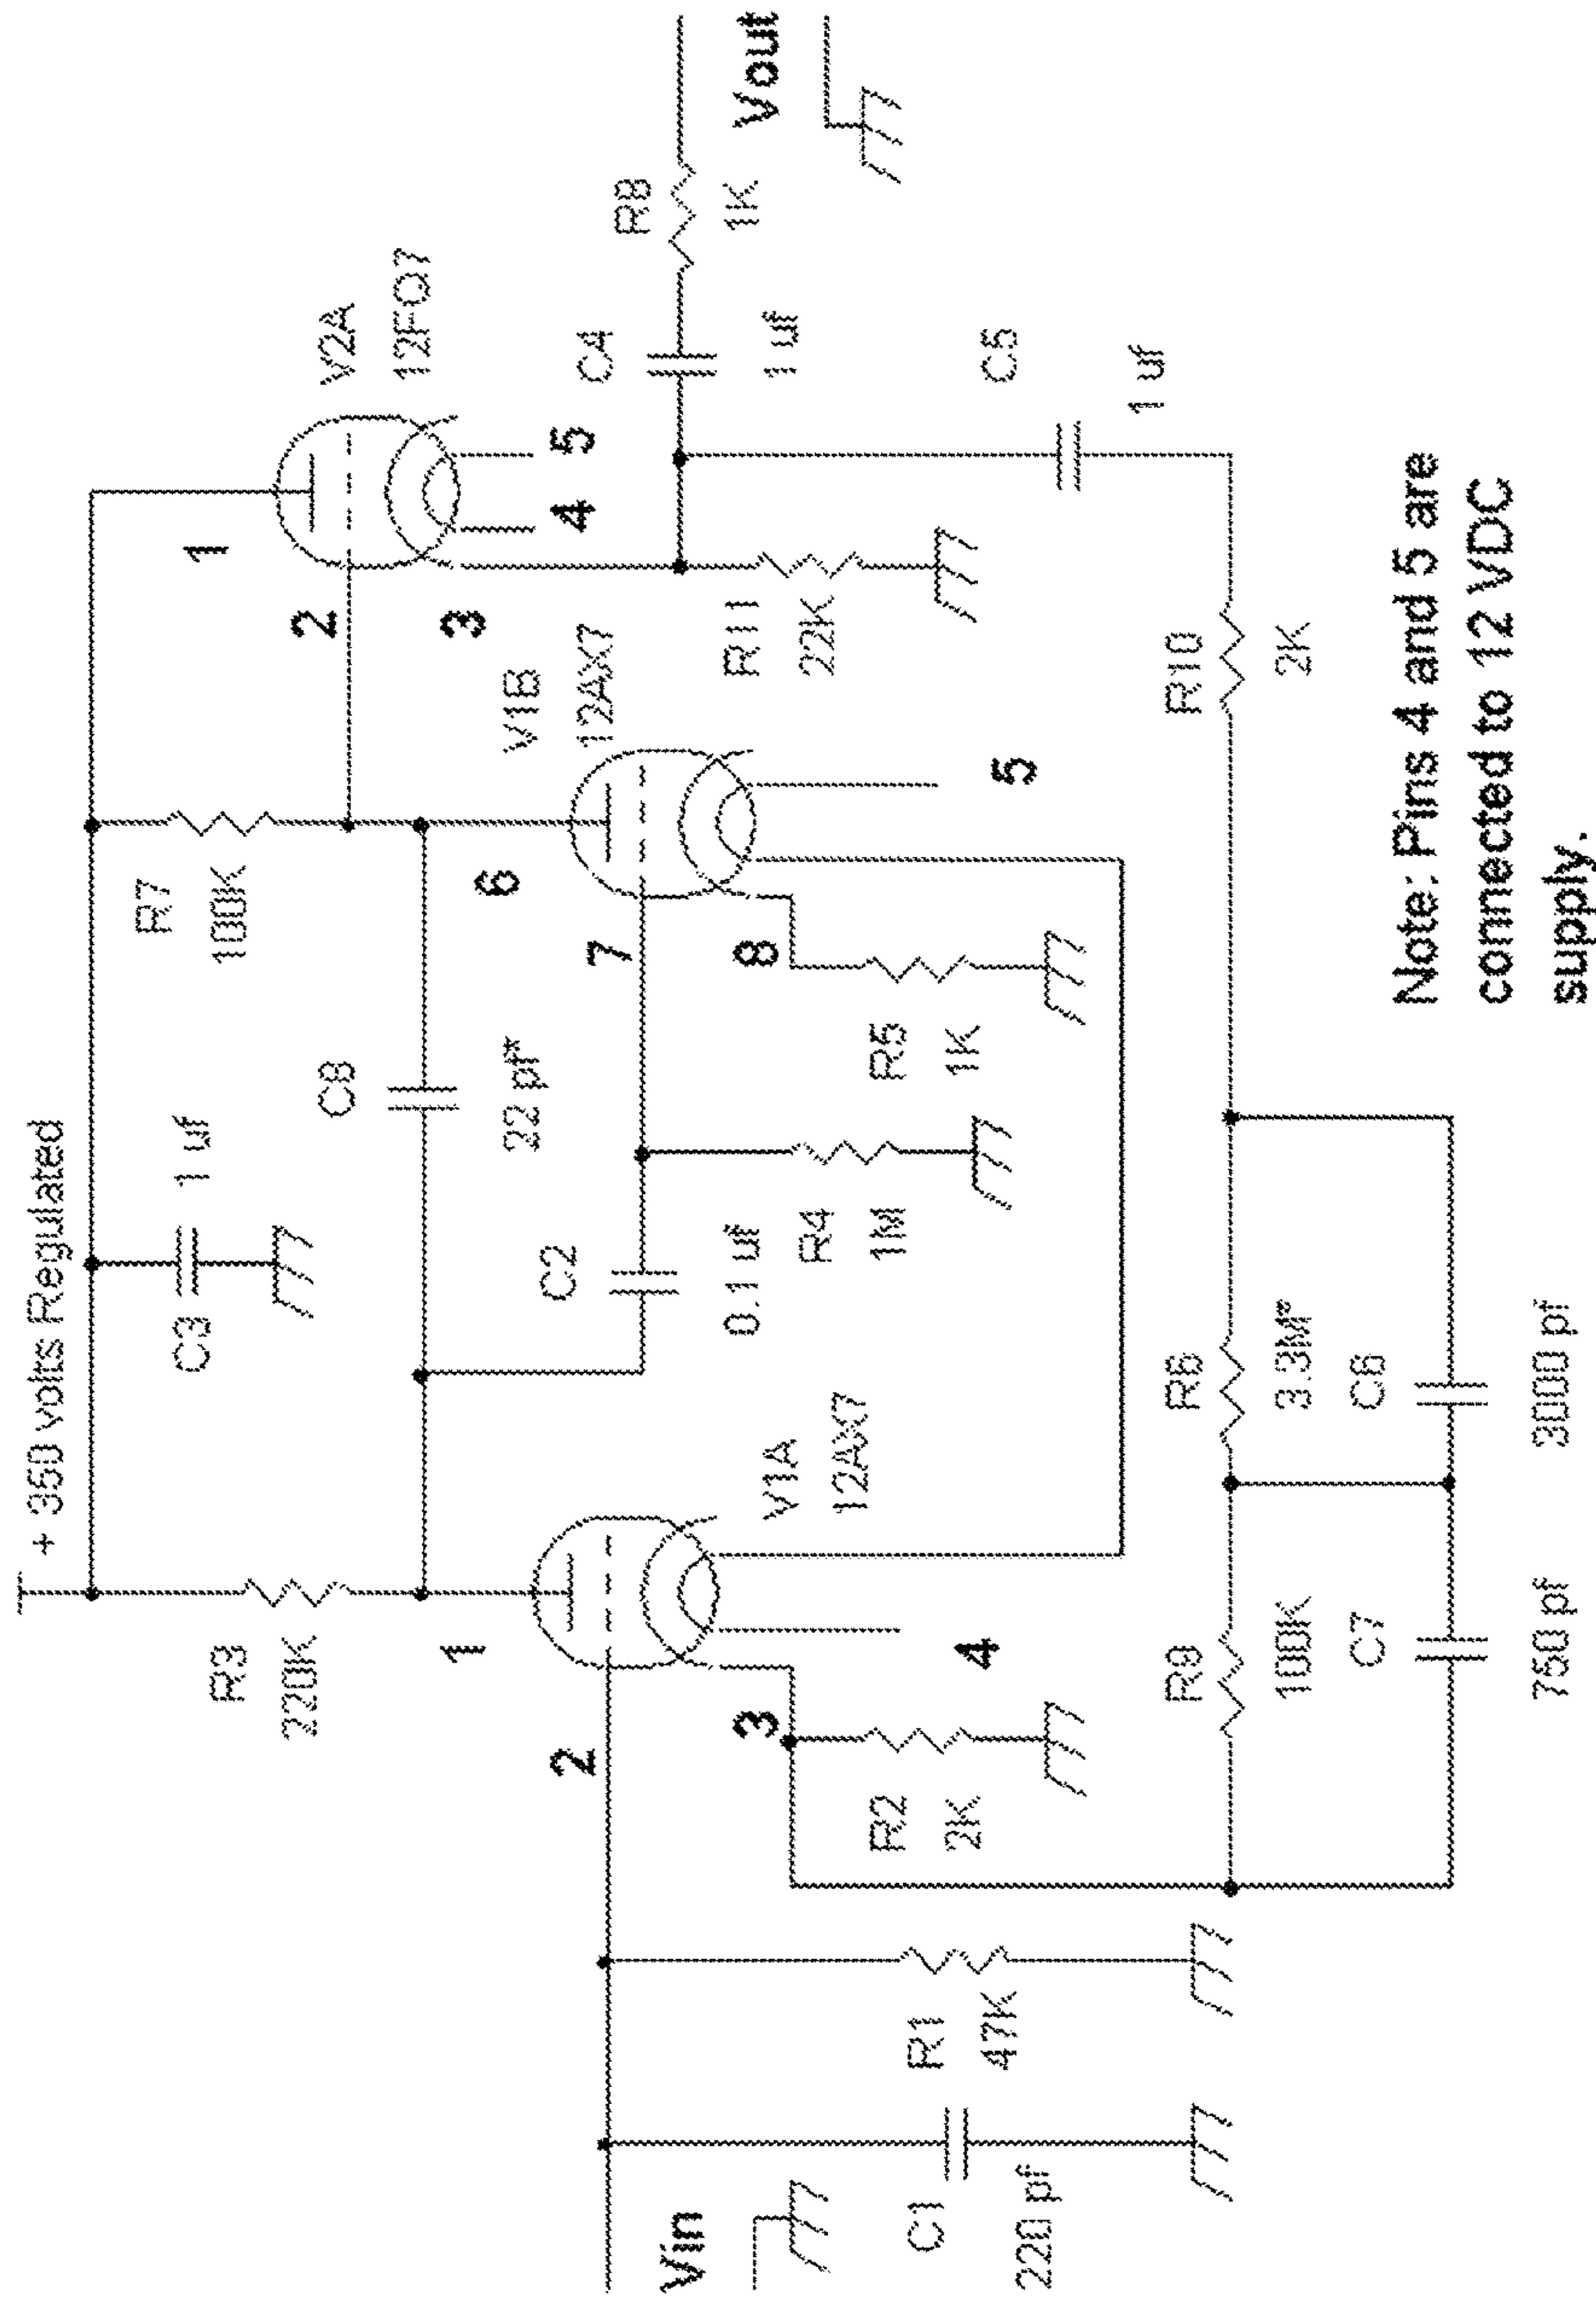 + 350 volts Regulated
R3
220K
C3
1 uf
R7
100K
C8
22 pf*
1
2
3
4
5
V2A
12FQ7
1
2
3
4
V1A
12AX7
C2
0.1 uf
R4
1M
6
7
8
5
V1B
12AX7
R5
1K
R11
22K
C4
1 uf
R8
1K
Vout
C5
1 uf
Vin
C1
220 pf
R1
47K
R2
2K
R9
100K
C7
750 pf
R6
3.3M*
C6
3000 pf
R10
2K
Note: Pins 4 and 5 are
connected to 12 VDC
supply.